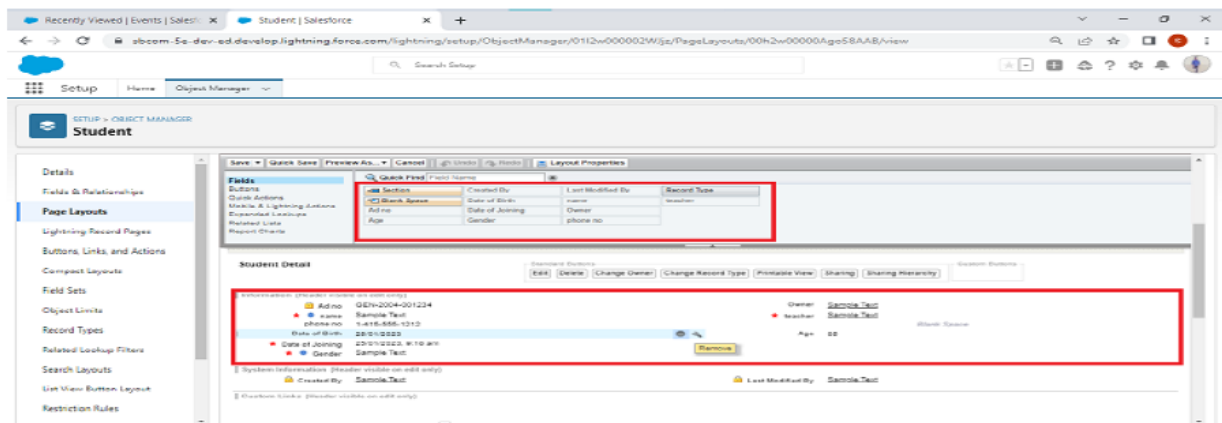 Recently Viewed | Events | Salesfo
Student | Salesforce
sbcom-5e-dev-ed.develop.lightning.force.com/lightning/setup/ObjectManager/
/PageLayouts/
/view
Search Setup
Setup
Home
Object Manager
SETUP > OBJECT MANAGER
Student
Details
Fields & Relationships
Page Layouts
Lightning Record Pages
Buttons, Links, and Actions
Compact Layouts
Field Sets
Object Limits
Record Types
Related Lookup Filters
Search Layouts
List View Button Layout
Restriction Rules
Save Quick Save Preview As... Cancel Undo Redo Layout Properties
Fields
Buttons
Quick Actions
Mobile & Lightning Actions
Expanded Lookups
Related Lists
Report Charts
Quick Find Field Name
Section Created By Last Modified By Record Type
Blank Space Date of Birth name teacher
Ad no Date of Joining Owner
Age Gender phone no
Student Detail
Standard Buttons
Edit Delete Change Owner Change Record Type Printable View Sharing Sharing Hierarchy
Custom Buttons
Information (Header visible on edit only)
Ad no GEN-2004-001234 Owner Sample Text
name Sample Text teacher Sample Text
phone no 1-415-555-1212 Blank Space
Date of Birth 25/01/2023 Age
Date of Joining 25/01/2023, 9:10 am
Remove
Gender Sample Text
System Information (Header visible on edit only)
Created By Sample Text Last Modified By Sample Text
Custom Links (Header visible on edit only)